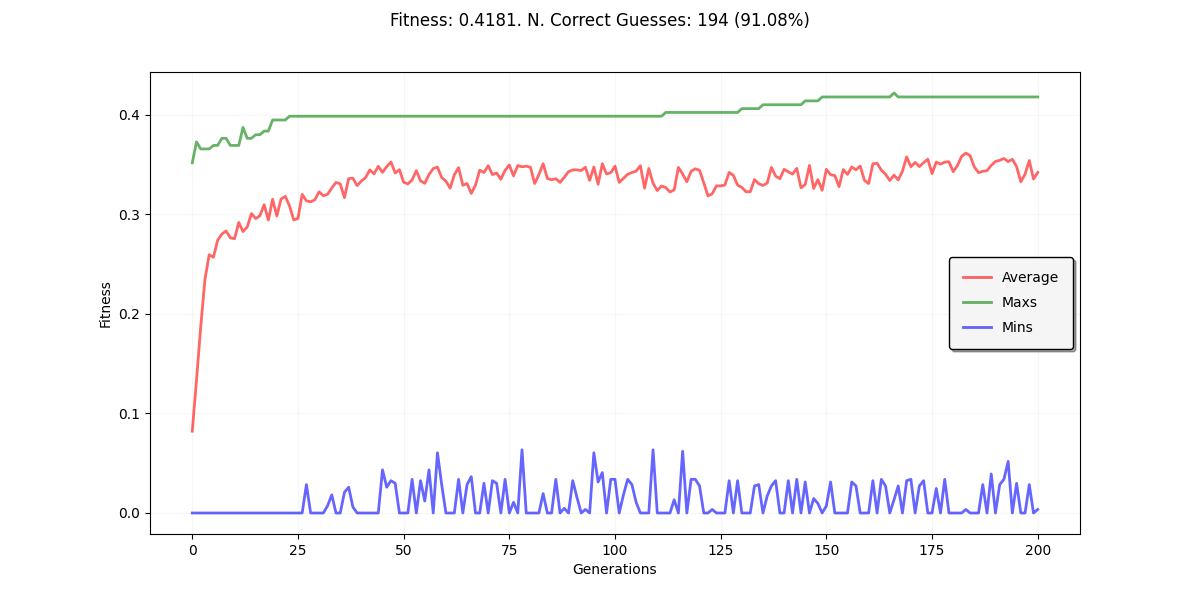 Fitness: 0.4181. N. Correct Guesses: 194 (91.08%)
0.4
0.3
0.2
0.1
0.0
Fitness
Average
Maxs
Mins
0 25 50 75 100 125 150 175 200
Generations